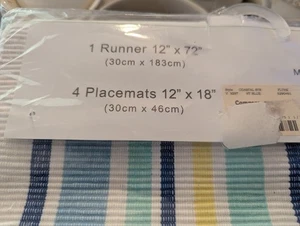 1 Runner 12" x 72"
(30cm x 183cm)
4 Placemats 12" x 18"
(30cm x 46cm)